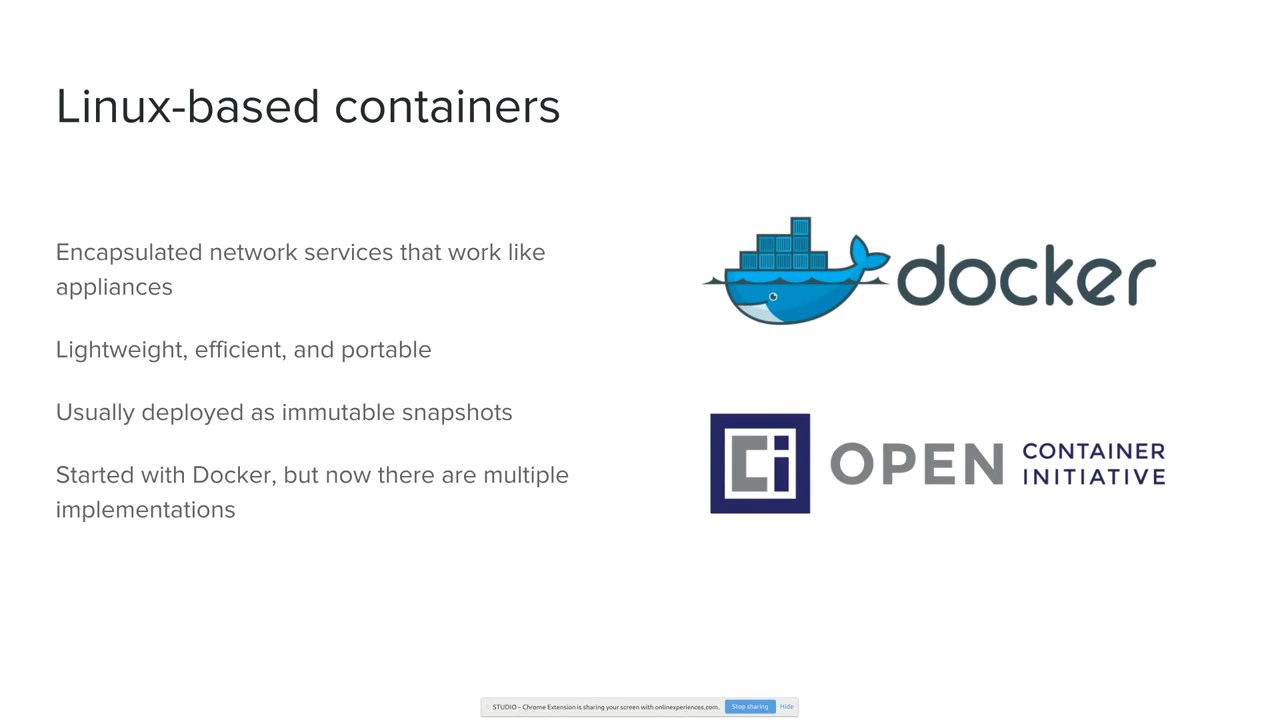 Linux-based containers
Encapsulated network services that work like
appliances
Lightweight, efficient, and portable
Usually deployed as immutable snapshots
Started with Docker, but now there are multiple
implementations
docker
Ci OPEN CONTAINER
INITIATIVE
STUDIO - Chrome Extension is sharing your screen with onlinexperiences.com. Stop sharing Hide